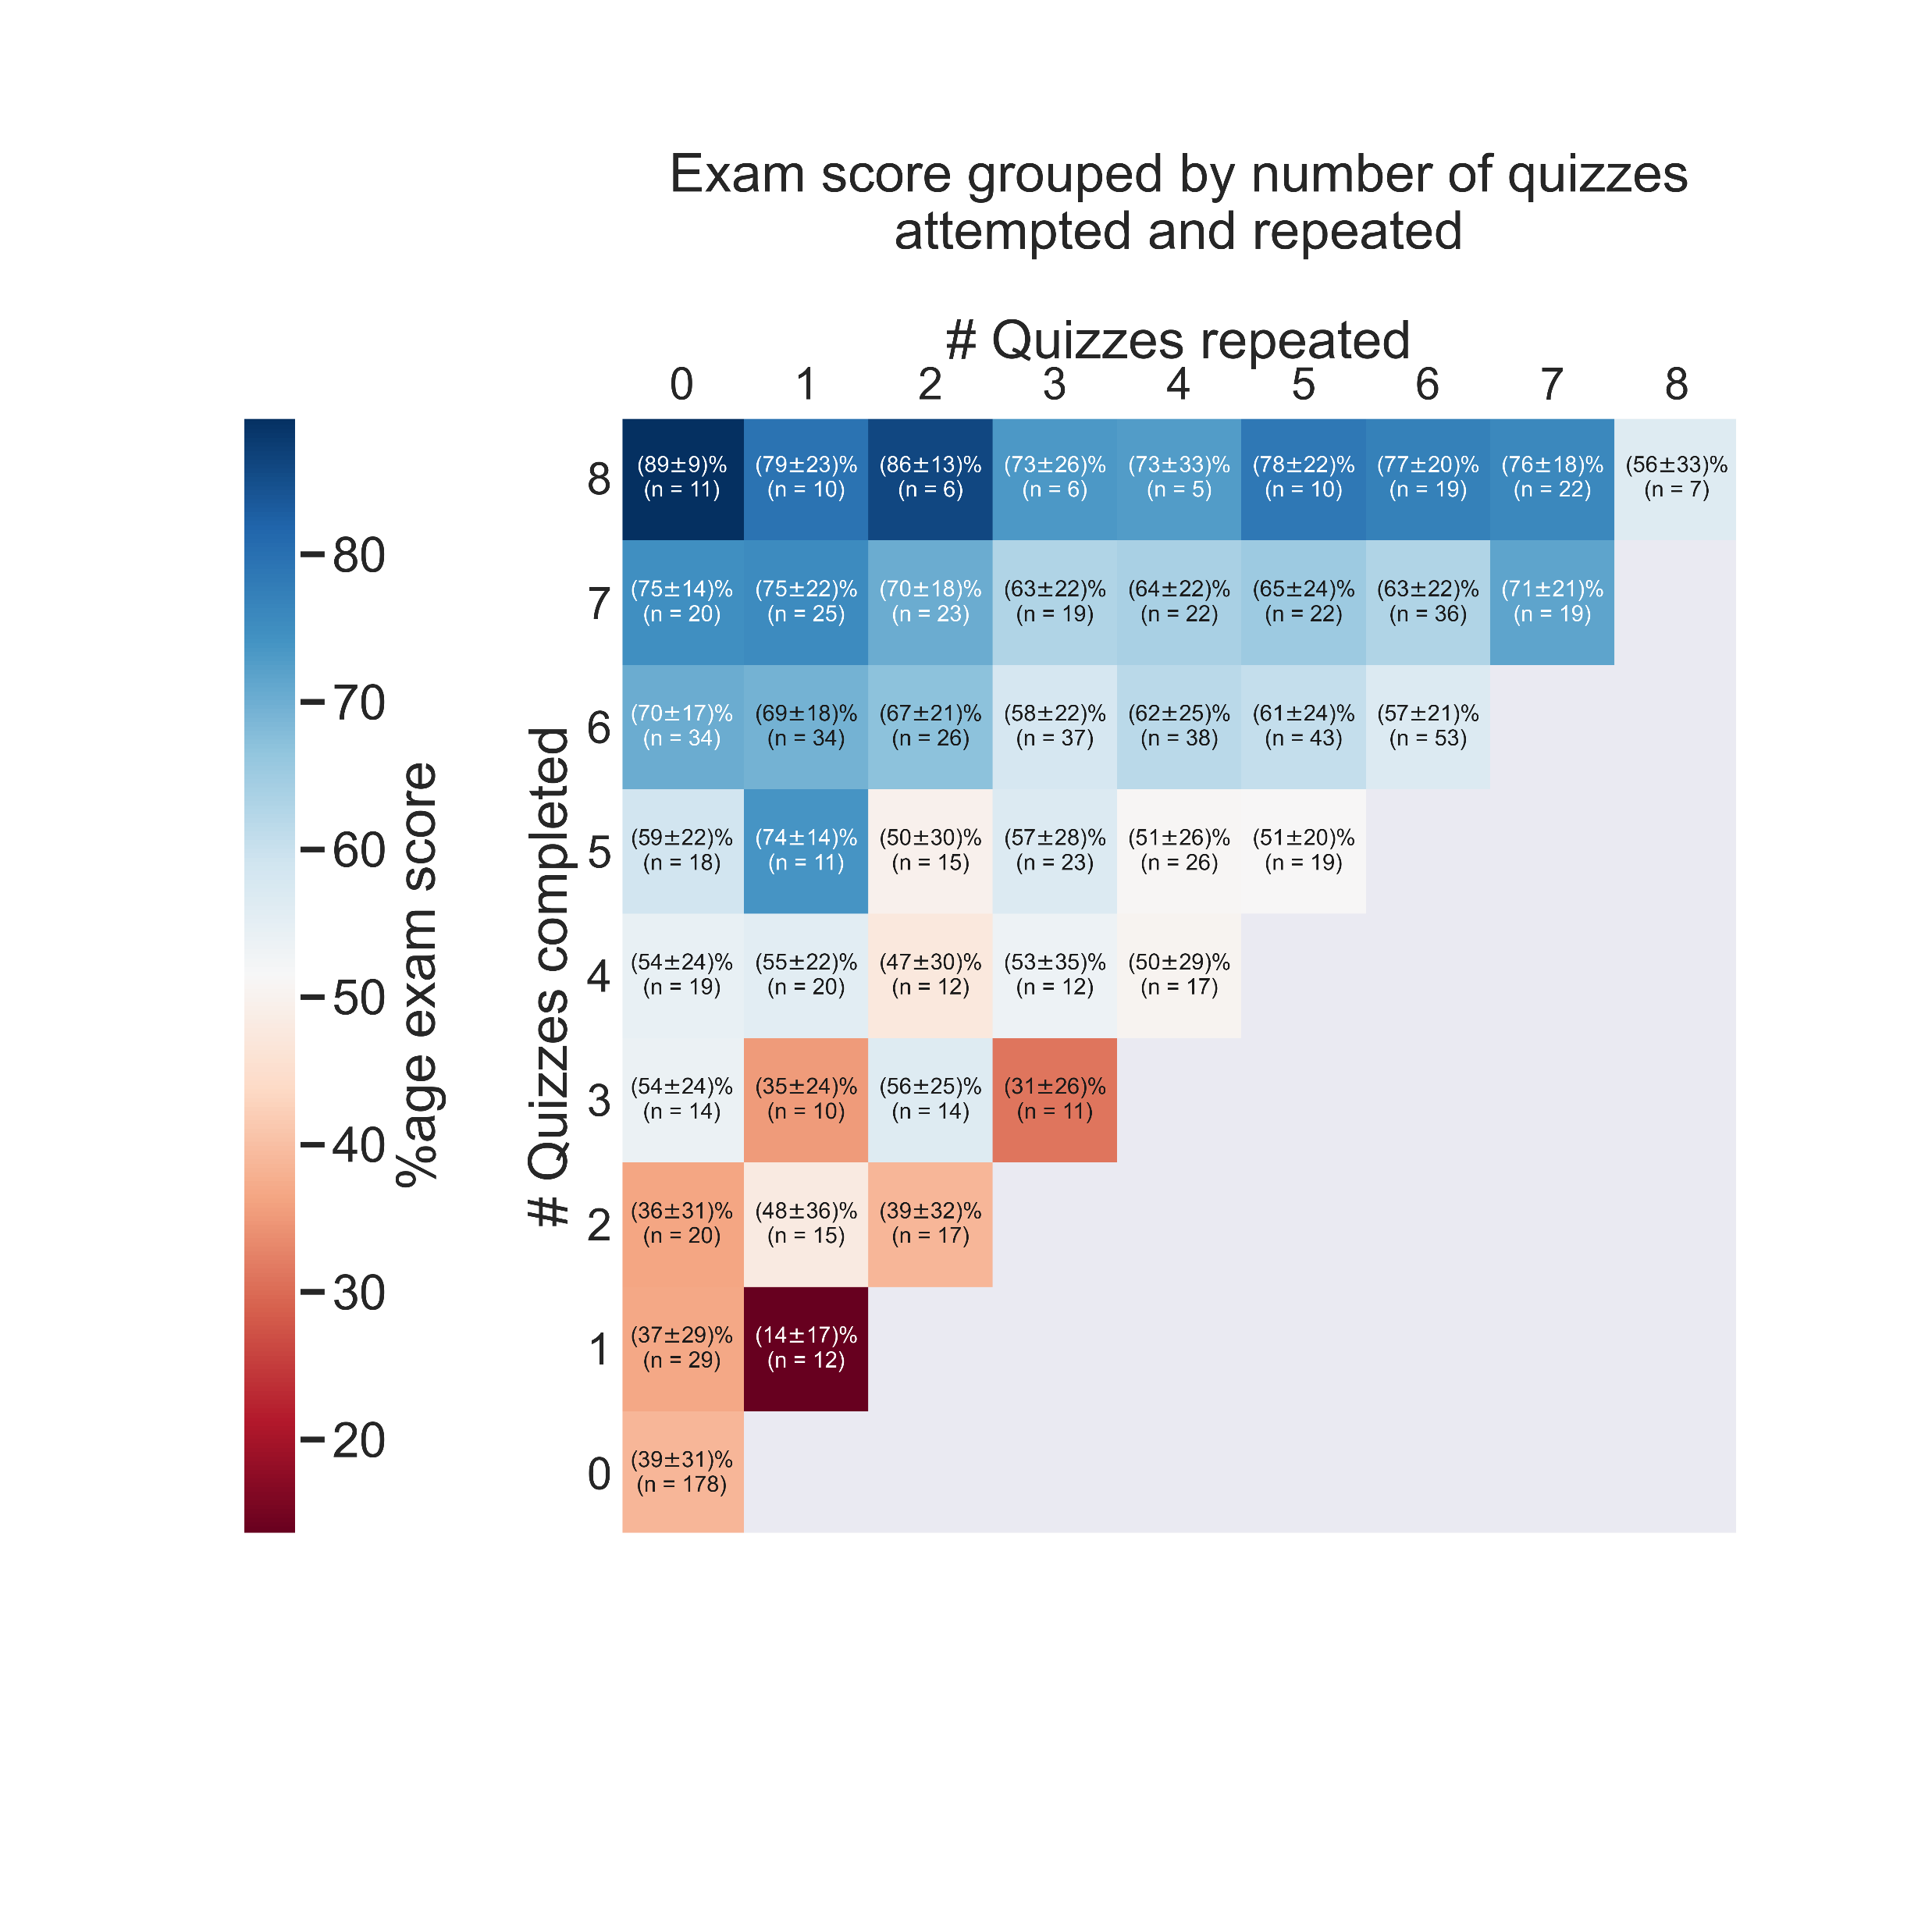 Exam score grouped by number of quizzes
attempted and repeated
# Quizzes repeated
0 1 2 3 4 5 6 7 8
8 (89±9)% (79±23)% (86±13)% (73±26)% (73±33)% (78±22)% (77±20)% (76±18)% (56±33)%
(n = 11) (n = 10) (n = 6) (n = 6) (n = 5) (n = 10) (n = 19) (n = 22) (n = 7)
7 (75±14)% (75±22)% (70±18)% (63±22)% (64±22)% (65±24)% (63±22)% (71±21)%
(n = 20) (n = 25) (n = 23) (n = 19) (n = 22) (n = 22) (n = 36) (n = 19)
6 (70±17)% (69±18)% (67±21)% (58±22)% (62±25)% (61±24)% (57±21)%
(n = 34) (n = 34) (n = 26) (n = 37) (n = 38) (n = 43) (n = 53)
5 (59±22)% (74±14)% (50±30)% (57±28)% (51±26)% (51±20)%
(n = 18) (n = 11) (n = 15) (n = 23) (n = 26) (n = 19)
4 (54±24)% (55±22)% (47±30)% (53±35)% (50±29)%
(n = 19) (n = 20) (n = 12) (n = 12) (n = 17)
3 (54±24)% (35±24)% (56±25)% (31±26)%
(n = 14) (n = 10) (n = 14) (n = 11)
2 (36±31)% (48±36)% (39±32)%
(n = 20) (n = 15) (n = 17)
1 (37±29)% (14±17)%
(n = 29) (n = 12)
0 (39±31)%
(n = 178)
# Quizzes completed
80
70
60
50
40
30
20
%age exam score